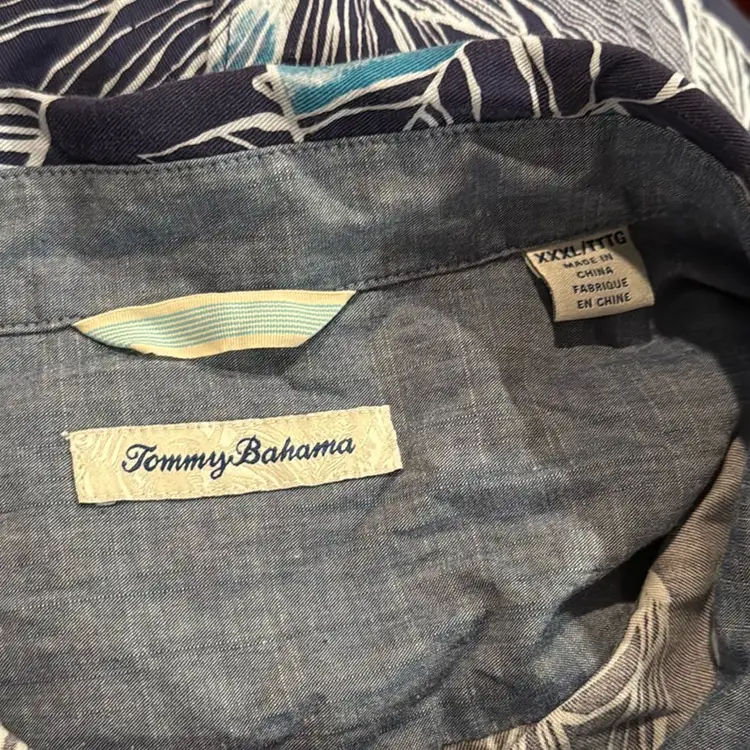 XXXL/TTTG
MADE IN
CHINA
FABRIQUE
EN CHINE
Tommy Bahama